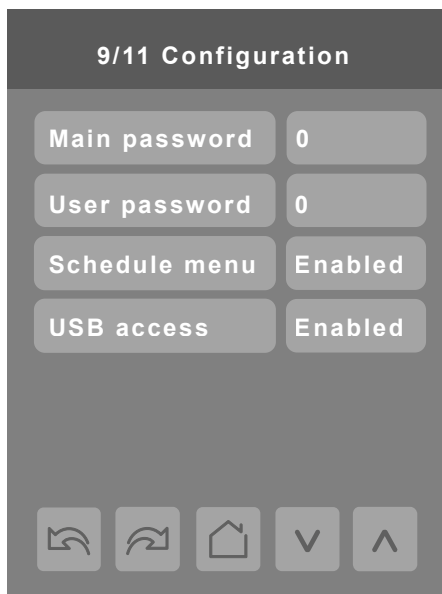 9/11 Configuration
Main password 0
User password 0
Schedule menu Enabled
USB access Enabled